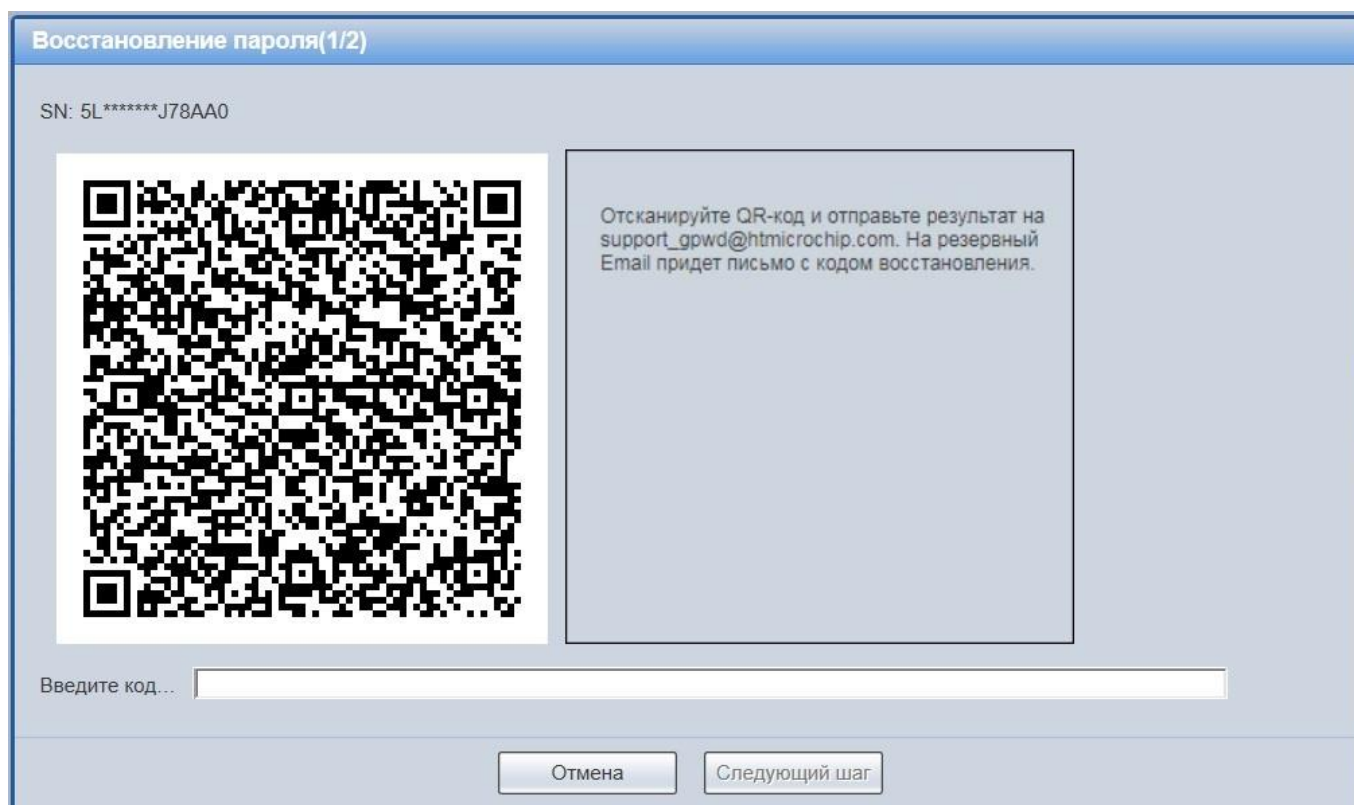 Восстановление пароля(1/2)
SN: 5L*******J78AA0
Отсканируйте QR-код и отправьте результат на
support_gpwd@htmicrochip.com. На резервный
Email придет письмо с кодом восстановления.
Введите код...
Отмена
Следующий шаг